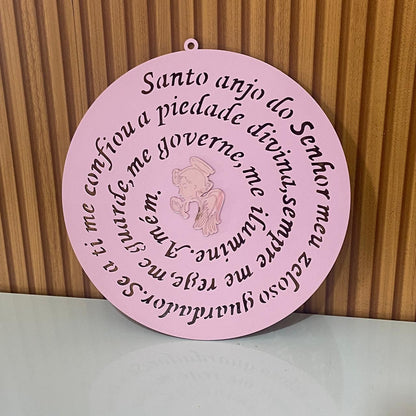 Santo anjo do Senhor meu zeloso guardador.Se a ti me confiou a piedade divina,sempre me rege,me guarde,me governe,me ilumine.Amém.